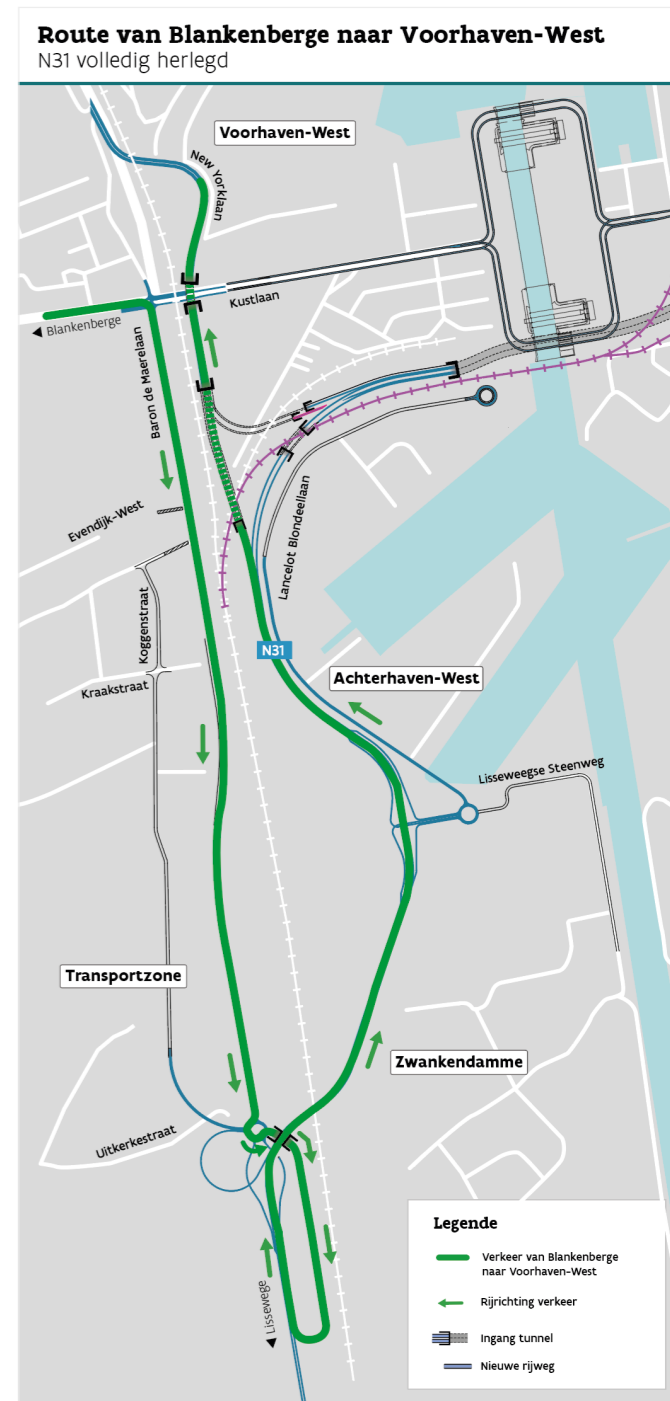 Route van Blankenberge naar Voorhaven-West
N31 volledig herlegd
Voorhaven-West
New Yorklaan
Kustlaan
◀ Blankenberge
Baron de Maerelaan
Evendijk-West
Lancelot Blondeellaan
Koggenstraat
N31
Kraakstraat
Achterhaven-West
Lisseweegse Steenweg
Transportzone
Zwankendamme
Uitkerkestraat
◀ Lissewege
Legende
Verkeer van Blankenberge
naar Voorhaven-West
Rijrichting verkeer
Ingang tunnel
Nieuwe rijweg